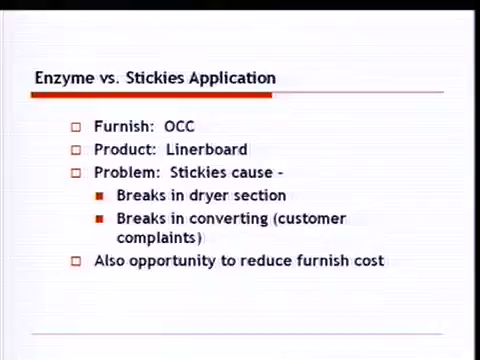 Enzyme vs. Stickies Application
Furnish: OCC
Product: Linerboard
Problem: Stickies cause -
Breaks in dryer section
Breaks in converting (customer
complaints)
Also opportunity to reduce furnish cost